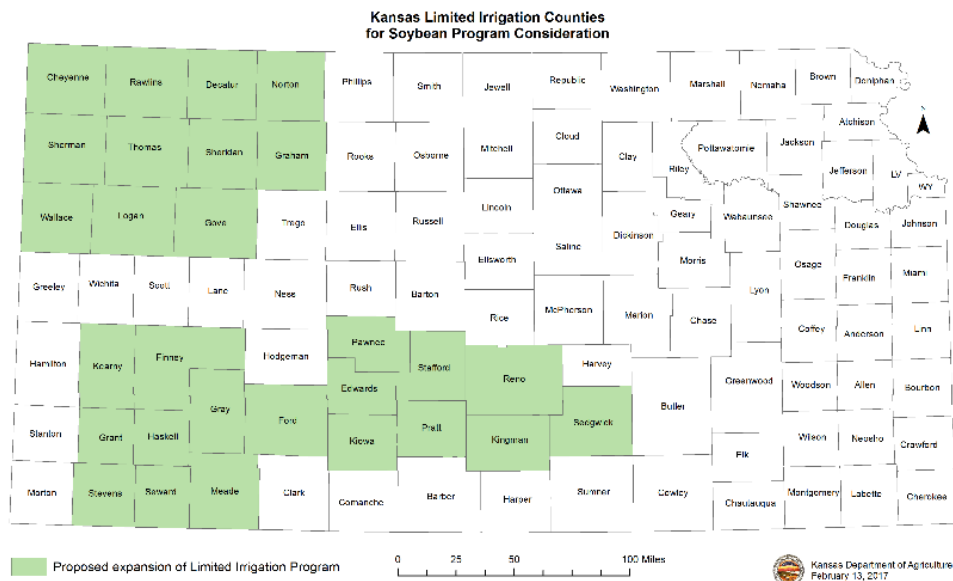 Kansas Limited Irrigation Counties
for Soybean Program Consideration
Cheyenne
Rawlins
Decatur
Norton
Phillips
Smith
Jewell
Republic
Washington
Marshall
Nemaha
Brown
Doniphan
Atchison
Sherman
Thomas
Sheridan
Graham
Rooks
Osborne
Mitchell
Cloud
Clay
Riley
Pottawatomie
Jackson
Jefferson
LV
WY
Wallace
Logan
Gove
Trego
Ellis
Russell
Lincoln
Ottawa
Saline
Dickinson
Geary
Wabaunsee
Shawnee
Douglas
Johnson
Greeley
Wichita
Scott
Lane
Ness
Rush
Barton
Ellsworth
Rice
McPherson
Marion
Morris
Chase
Lyon
Osage
Franklin
Miami
Hamilton
Kearny
Finney
Hodgeman
Pawnee
Stafford
Edwards
Reno
Harvey
Butler
Greenwood
Coffey
Anderson
Linn
Woodson
Allen
Bourbon
Stanton
Grant
Haskell
Gray
Ford
Kiowa
Pratt
Kingman
Sedgwick
Elk
Wilson
Neosho
Crawford
Morton
Stevens
Seward
Meade
Clark
Comanche
Barber
Harper
Sumner
Cowley
Chautauqua
Montgomery
Labette
Cherokee
Proposed expansion of Limited Irrigation Program
0 25 50 100 Miles
Kansas Department of Agriculture
February 13, 2017